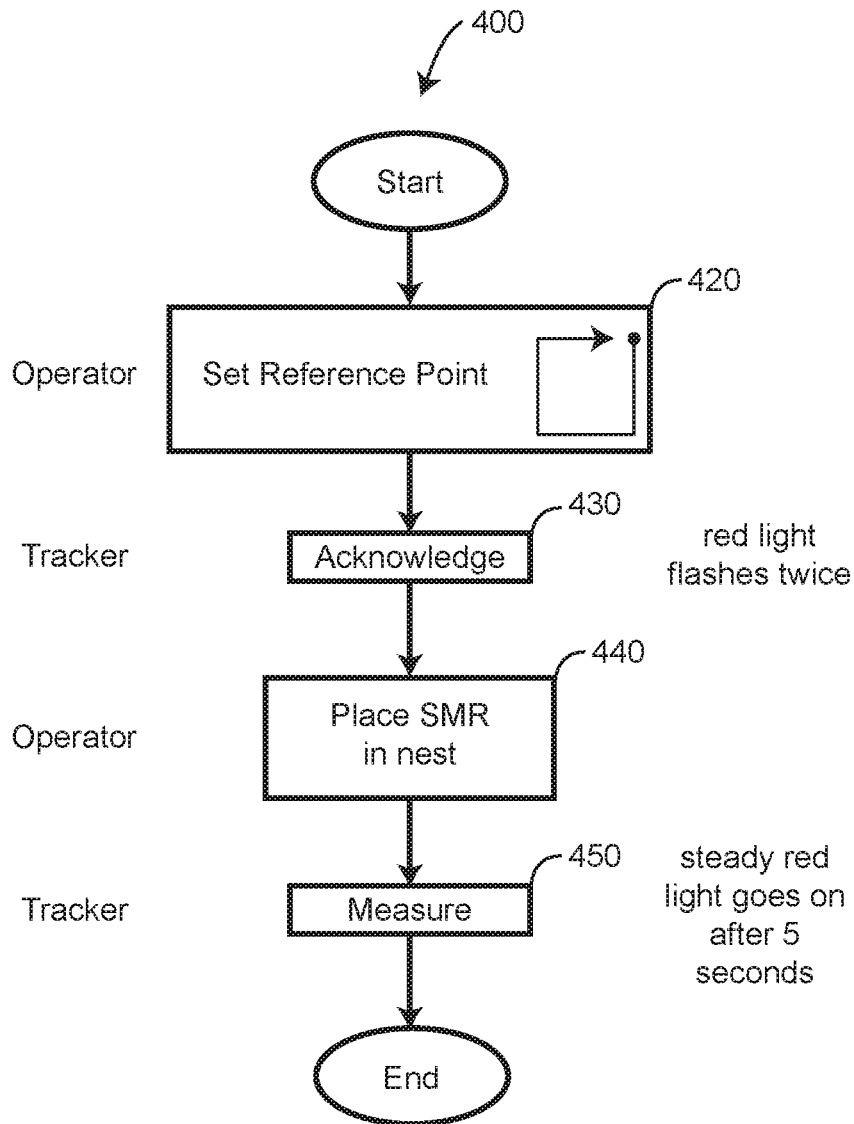 400
Start
420
Operator
Set Reference Point
430
Tracker
Acknowledge
red light
flashes twice
440
Operator
Place SMR
in nest
450
Tracker
Measure
steady red
light goes on
after 5
seconds
End